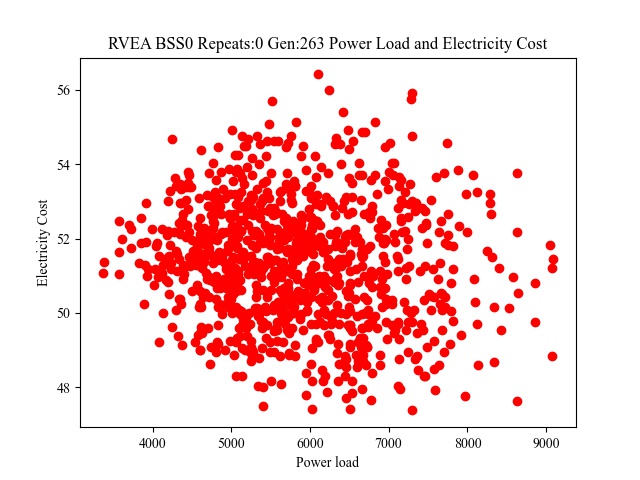 RVEA BSS0 Repeats:0 Gen:263 Power Load and Electricity Cost
Electricity Cost
56
54
52
50
48
4000 5000 6000 7000 8000 9000
Power load